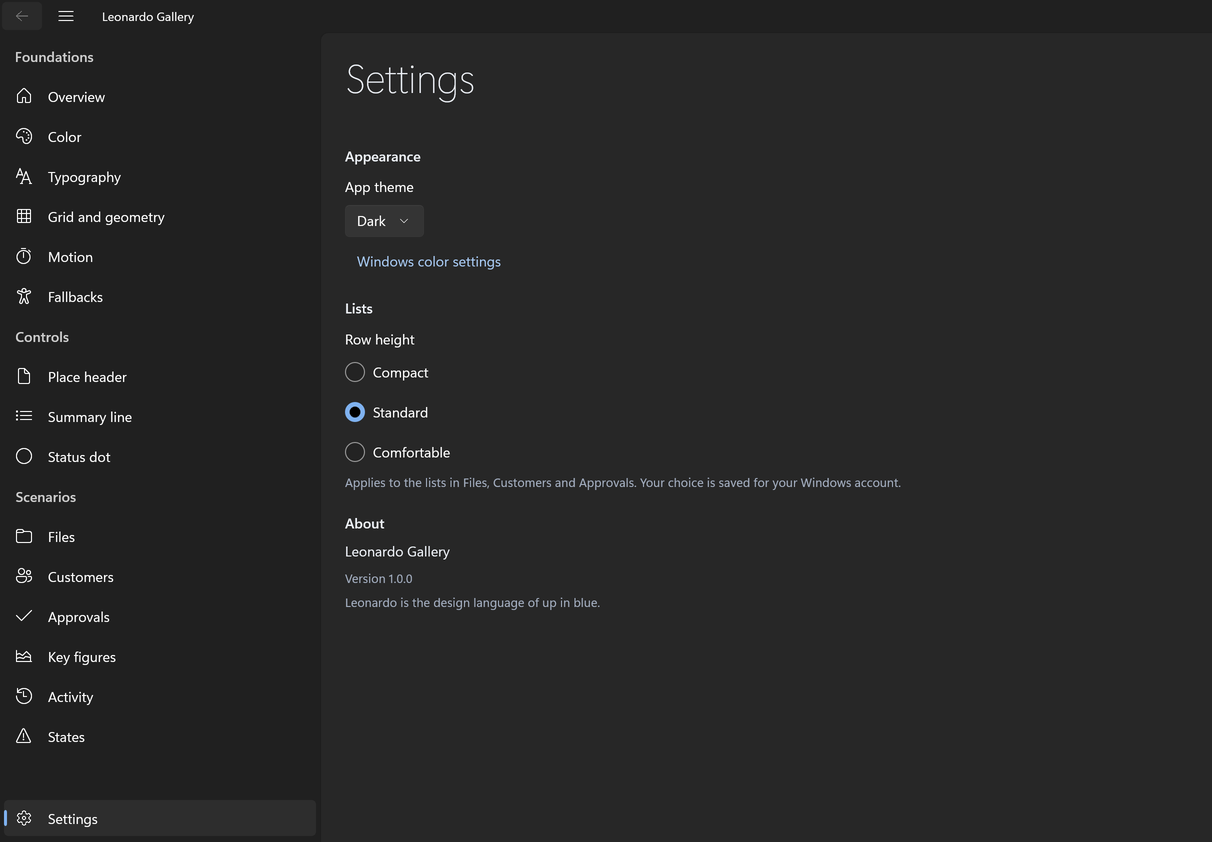 Leonardo Gallery
Foundations
Overview
Color
Typography
Grid and geometry
Motion
Fallbacks
Controls
Place header
Summary line
Status dot
Scenarios
Files
Customers
Approvals
Key figures
Activity
States
Settings
Settings
Appearance
App theme
Dark
Windows color settings
Lists
Row height
Compact
Standard
Comfortable
Applies to the lists in Files, Customers and Approvals. Your choice is saved for your Windows account.
About
Leonardo Gallery
Version 1.0.0
Leonardo is the design language of up in blue.